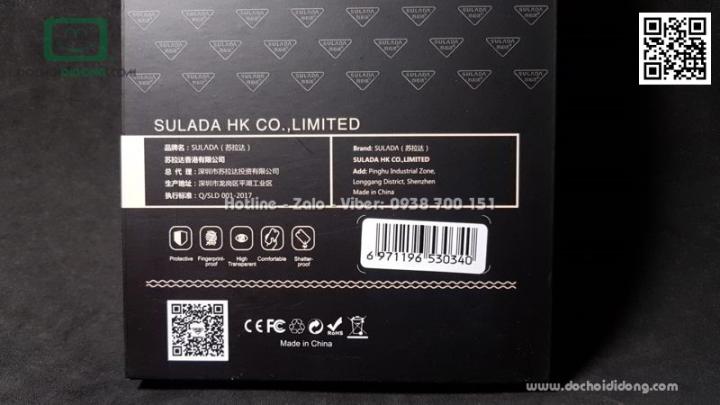 DOCHOIDIDONG.COM
SULADA
SULADA HK CO.,LIMITED
品牌名：SULADA（苏拉达）
苏拉达香港有限公司
总 代 理：深圳市苏拉达投资有限公司
生产地址：深圳市龙岗区平湖工业区
执行标准：Q/SLD 001-2017
Brand: SULADA（苏拉达）
SULADA HK CO.,LIMITED
Add: Pinghu Industrial Zone,
Longgang District, Shenzhen
Made in China
Hotline - Zalo - Viber: 0938 700 151
Protective
Fingerprint-proof
High Transparent
Comfortable
Shatter-proof
6 971196 530340
CE FC RoHS
Made in China
www.dochoididong.com